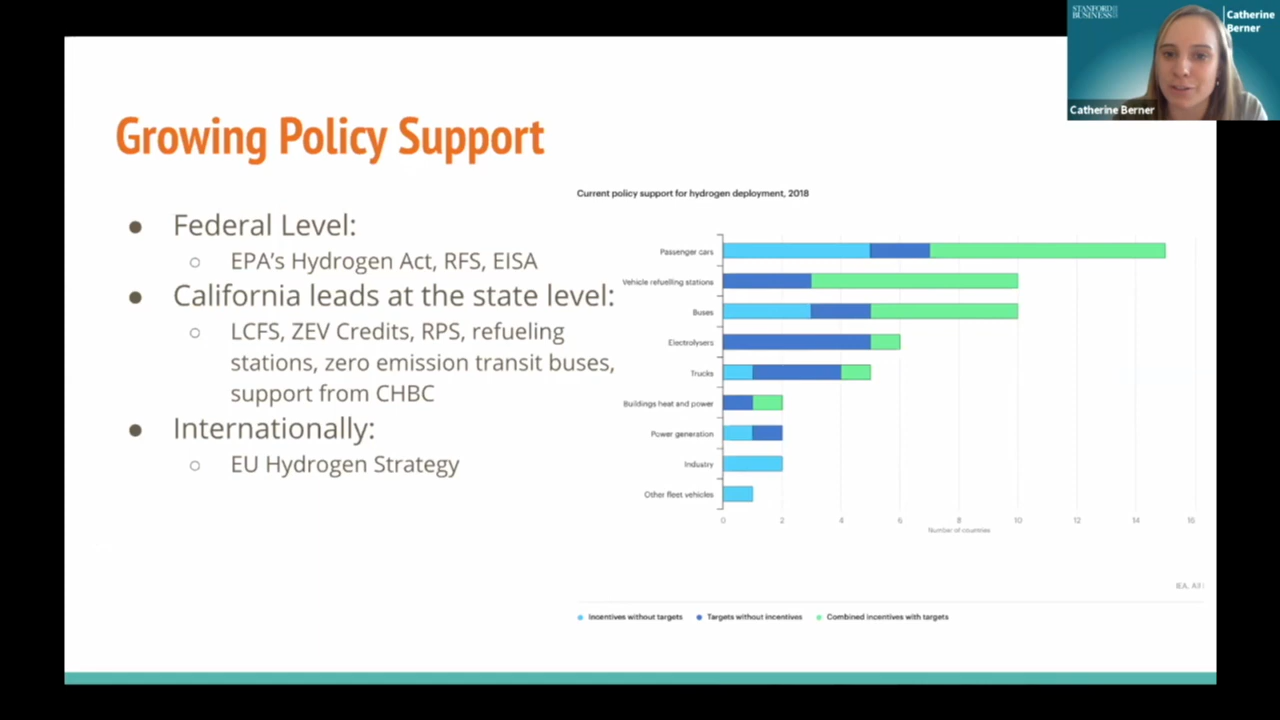 STANFORD
BUSINESS
Catherine
Berner
Catherine Berner
Growing Policy Support
● Federal Level:
○ EPA's Hydrogen Act, RFS, EISA
● California leads at the state level:
○ LCFS, ZEV Credits, RPS, refueling
stations, zero emission transit buses,
support from CHBC
● Internationally:
○ EU Hydrogen Strategy
Current policy support for hydrogen deployment, 2018
Passenger cars
Vehicle refuelling stations
Buses
Electrolysers
Trucks
Buildings heat and power
Power generation
Industry
Other fleet vehicles
0 2 4 6 8 10 12 14 16
Number of countries
IEA, All
Incentives without targets Targets without incentives Combined incentives with targets